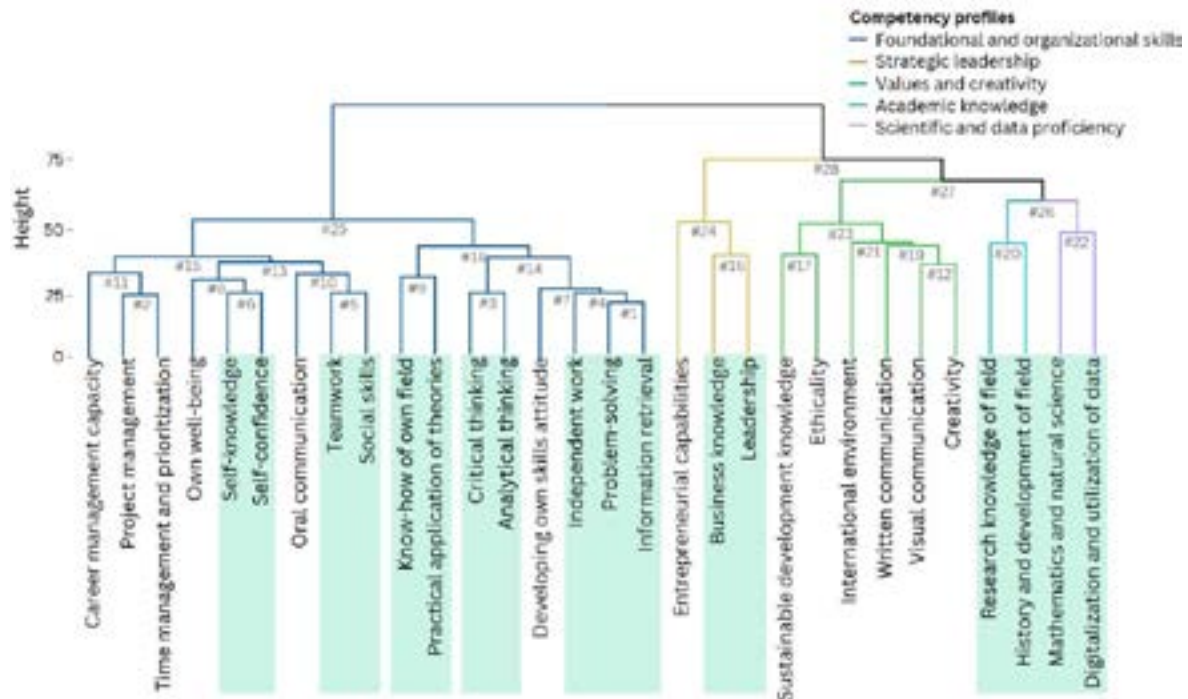 Competency profiles
Foundational and organizational skills
Strategic leadership
Values and creativity
Academic knowledge
Scientific and data proficiency
Height
75
50
25
0
#28
#27
#26
#25
#24
#23
#22
#20
#21
#19
#12
#17
#16
#15
#13
#14
#11
#2
#8
#6
#10
#5
#9
#3
#7
#4
#1
Career management capacity
Project management
Time management and prioritization
Own well-being
Self-knowledge
Self-confidence
Oral communication
Teamwork
Social skills
Know-how of own field
Practical application of theories
Critical thinking
Analytical thinking
Developing own skills attitude
Independent work
Problem-solving
Information retrieval
Entrepreneurial capabilities
Business knowledge
Leadership
Sustainable development knowledge
Ethicality
International environment
Written communication
Visual communication
Creativity
Research knowledge of field
History and development of field
Mathematics and natural science
Digitalization and utilization of data